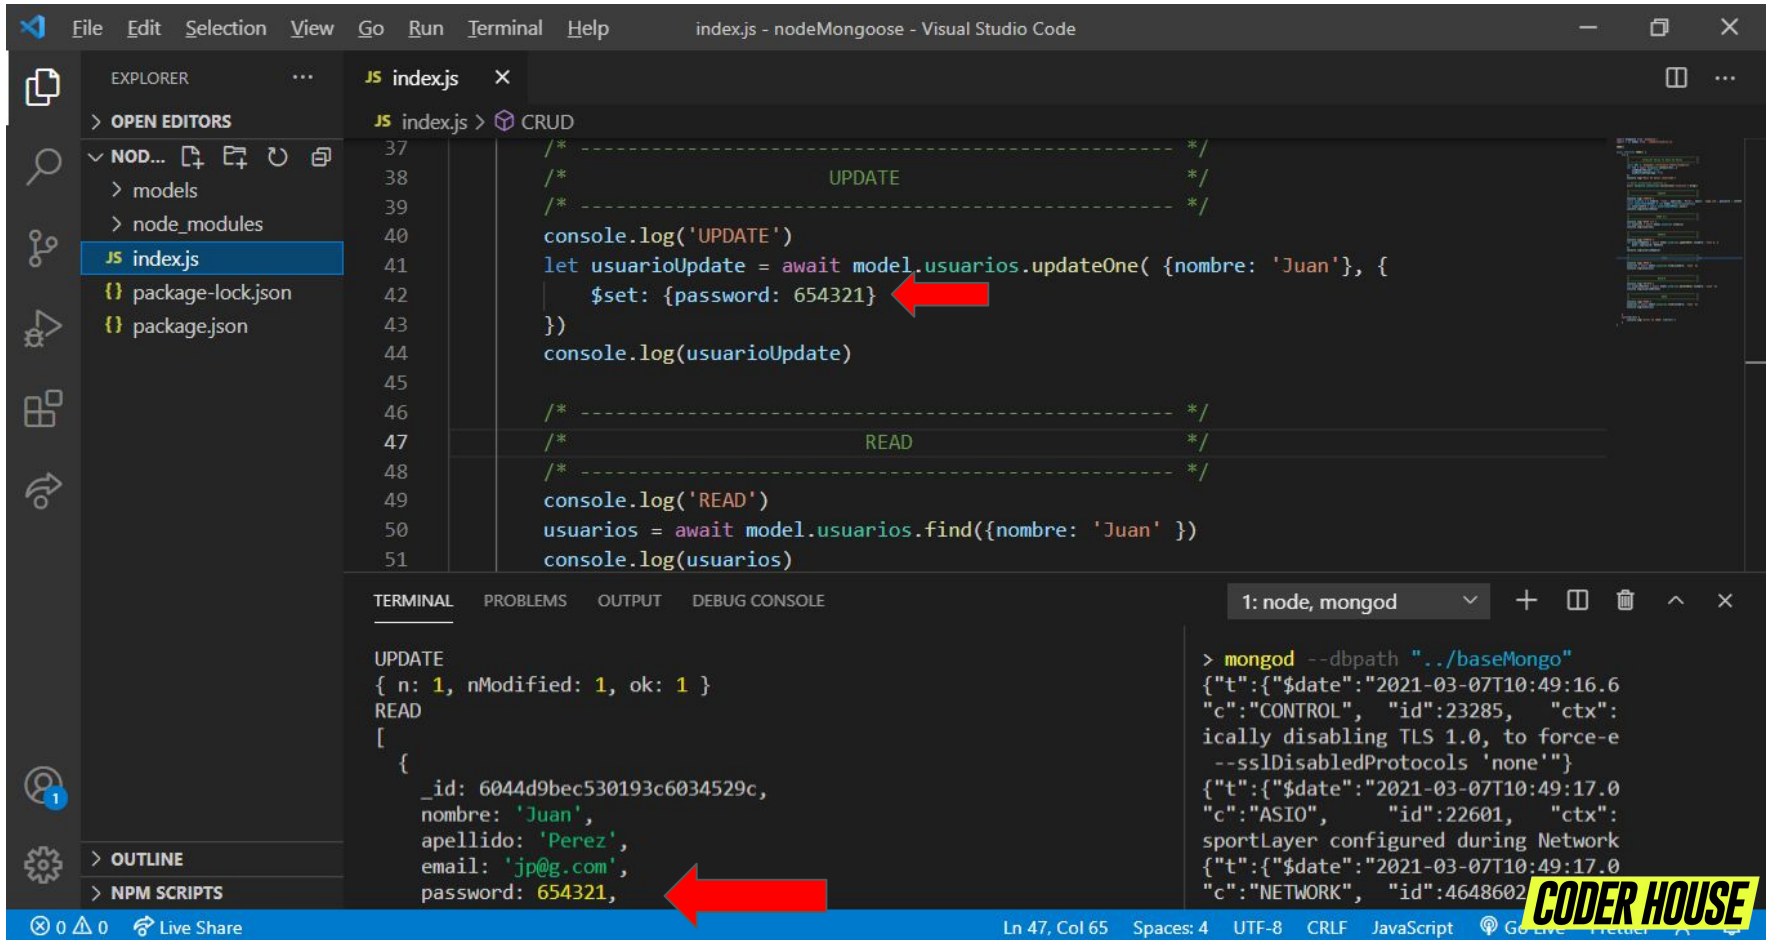 File Edit Selection View Go Run Terminal Help index.js - nodeMongoose - Visual Studio Code
EXPLORER
OPEN EDITORS
NOD...
models
node_modules
JS index.js
{} package-lock.json
{} package.json
OUTLINE
NPM SCRIPTS
JS index.js
JS index.js > CRUD
37 /* -------------------------------------------------- */
38 /* UPDATE */
39 /* -------------------------------------------------- */
40 console.log('UPDATE')
41 let usuarioUpdate = await model.usuarios.updateOne( {nombre: 'Juan'}, {
42 $set: {password: 654321}
43 })
44 console.log(usuarioUpdate)
45
46 /* -------------------------------------------------- */
47 /* READ */
48 /* -------------------------------------------------- */
49 console.log('READ')
50 usuarios = await model.usuarios.find({nombre: 'Juan' })
51 console.log(usuarios)
TERMINAL PROBLEMS OUTPUT DEBUG CONSOLE 1: node, mongod
UPDATE
{ n: 1, nModified: 1, ok: 1 }
READ
[
{
_id: 6044d9bec530193c6034529c,
nombre: 'Juan',
apellido: 'Perez',
email: 'jp@g.com',
password: 654321,
> mongod --dbpath "../baseMongo"
{"t":{"$date":"2021-03-07T10:49:16.6
"c":"CONTROL", "id":23285, "ctx":
ically disabling TLS 1.0, to force-e
--sslDisabledProtocols 'none'"}
{"t":{"$date":"2021-03-07T10:49:17.0
"c":"ASIO", "id":22601, "ctx":
sportLayer configured during Network
{"t":{"$date":"2021-03-07T10:49:17.0
"c":"NETWORK", "id":4648602
1
CODER HOUSE
0 0 Live Share Ln 47, Col 65 Spaces: 4 UTF-8 CRLF JavaScript